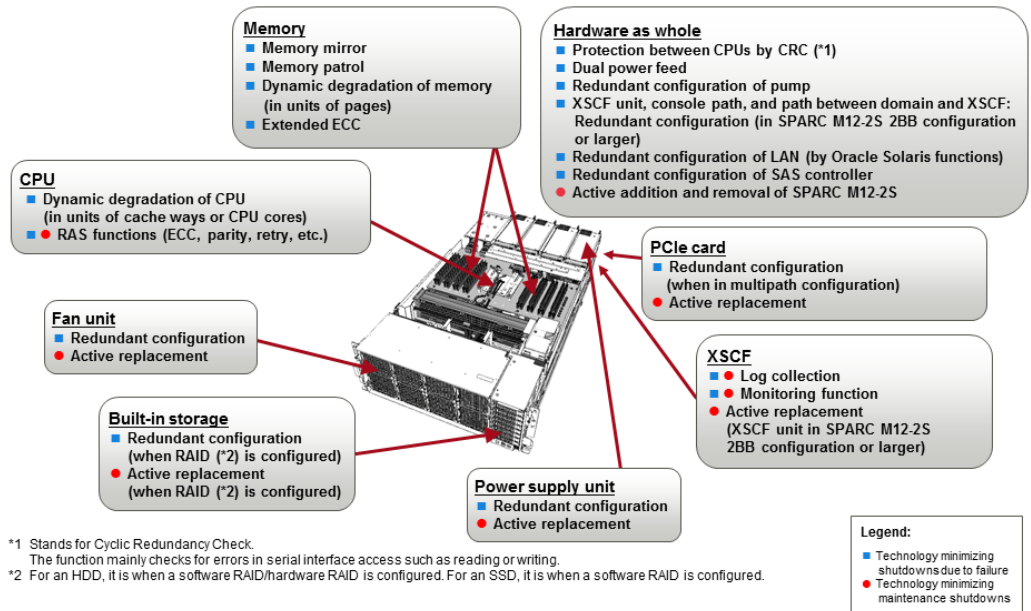 Memory
■ Memory mirror
■ Memory patrol
■ Dynamic degradation of memory
(in units of pages)
■ Extended ECC
Hardware as whole
■ Protection between CPUs by CRC (*1)
■ Dual power feed
■ Redundant configuration of pump
■ XSCF unit, console path, and path between domain and XSCF:
Redundant configuration (in SPARC M12-2S 2BB configuration
or larger)
■ Redundant configuration of LAN (by Oracle Solaris functions)
■ Redundant configuration of SAS controller
● Active addition and removal of SPARC M12-2S
CPU
■ Dynamic degradation of CPU
(in units of cache ways or CPU cores)
■ ● RAS functions (ECC, parity, retry, etc.)
PCIe card
■ Redundant configuration
(when in multipath configuration)
● Active replacement
Fan unit
■ Redundant configuration
● Active replacement
XSCF
■ ● Log collection
■ ● Monitoring function
● Active replacement
(XSCF unit in SPARC M12-2S
2BB configuration or larger)
Built-in storage
■ Redundant configuration
(when RAID (*2) is configured)
● Active replacement
(when RAID (*2) is configured)
Power supply unit
■ Redundant configuration
● Active replacement
*1 Stands for Cyclic Redundancy Check.
The function mainly checks for errors in serial interface access such as reading or writing.
*2 For an HDD, it is when a software RAID/hardware RAID is configured. For an SSD, it is when a software RAID is configured.
Legend:
■ Technology minimizing
shutdowns due to failure
● Technology minimizing
maintenance shutdowns